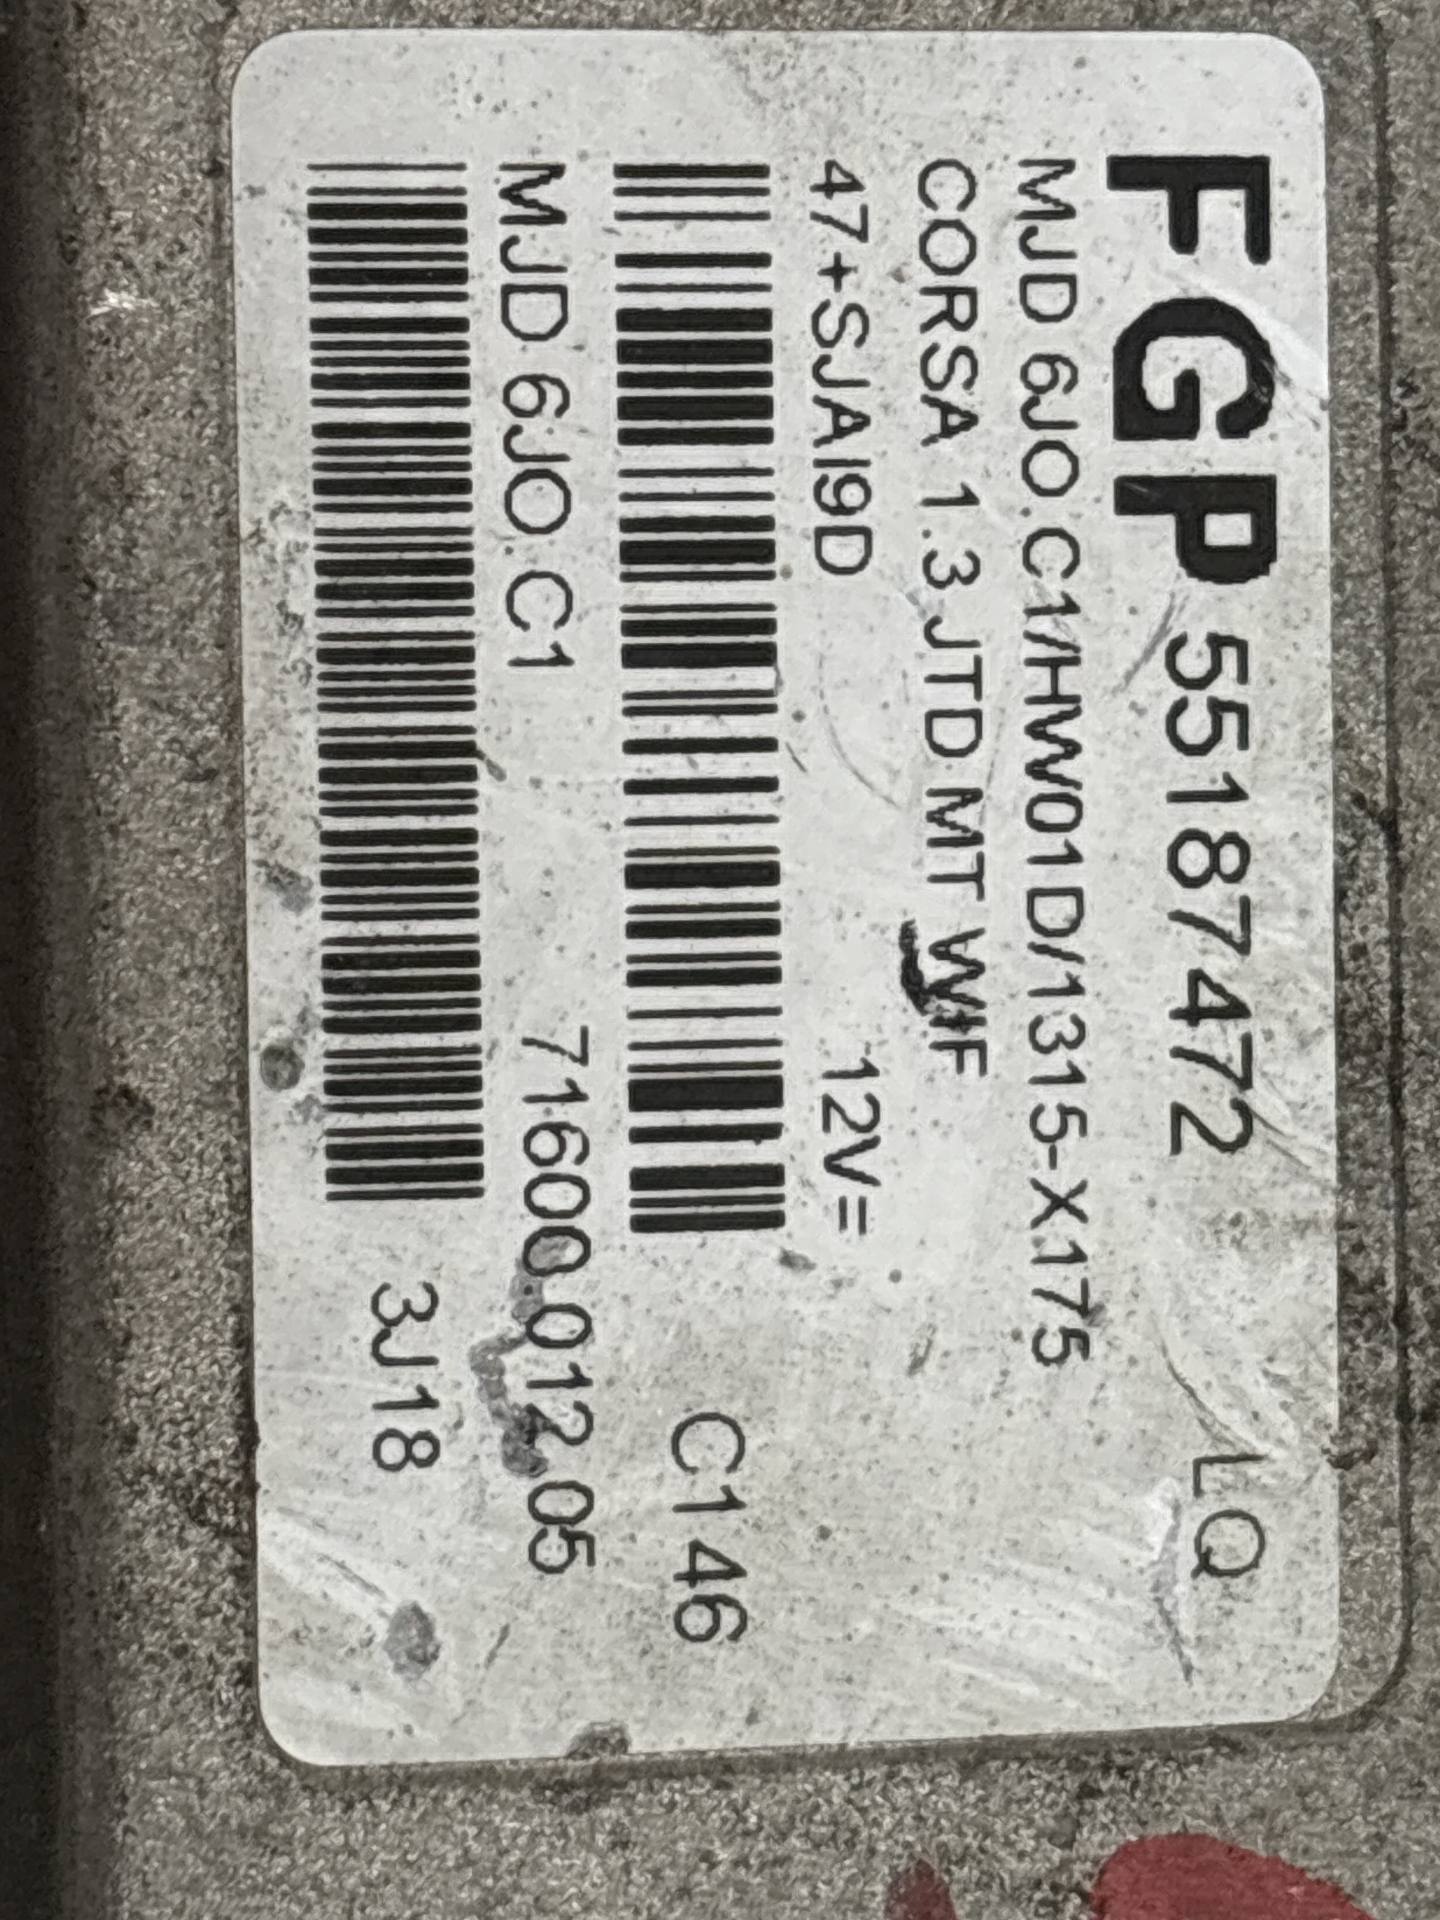 FGP 55187472 LQ
MJD 6JO.C1/HW01D/1315-X175
CORSA 1.3 JTD MT WIF
47+SJAI9D 12V=
C146
MJD 6JO.C1 71600.012.05
3J18